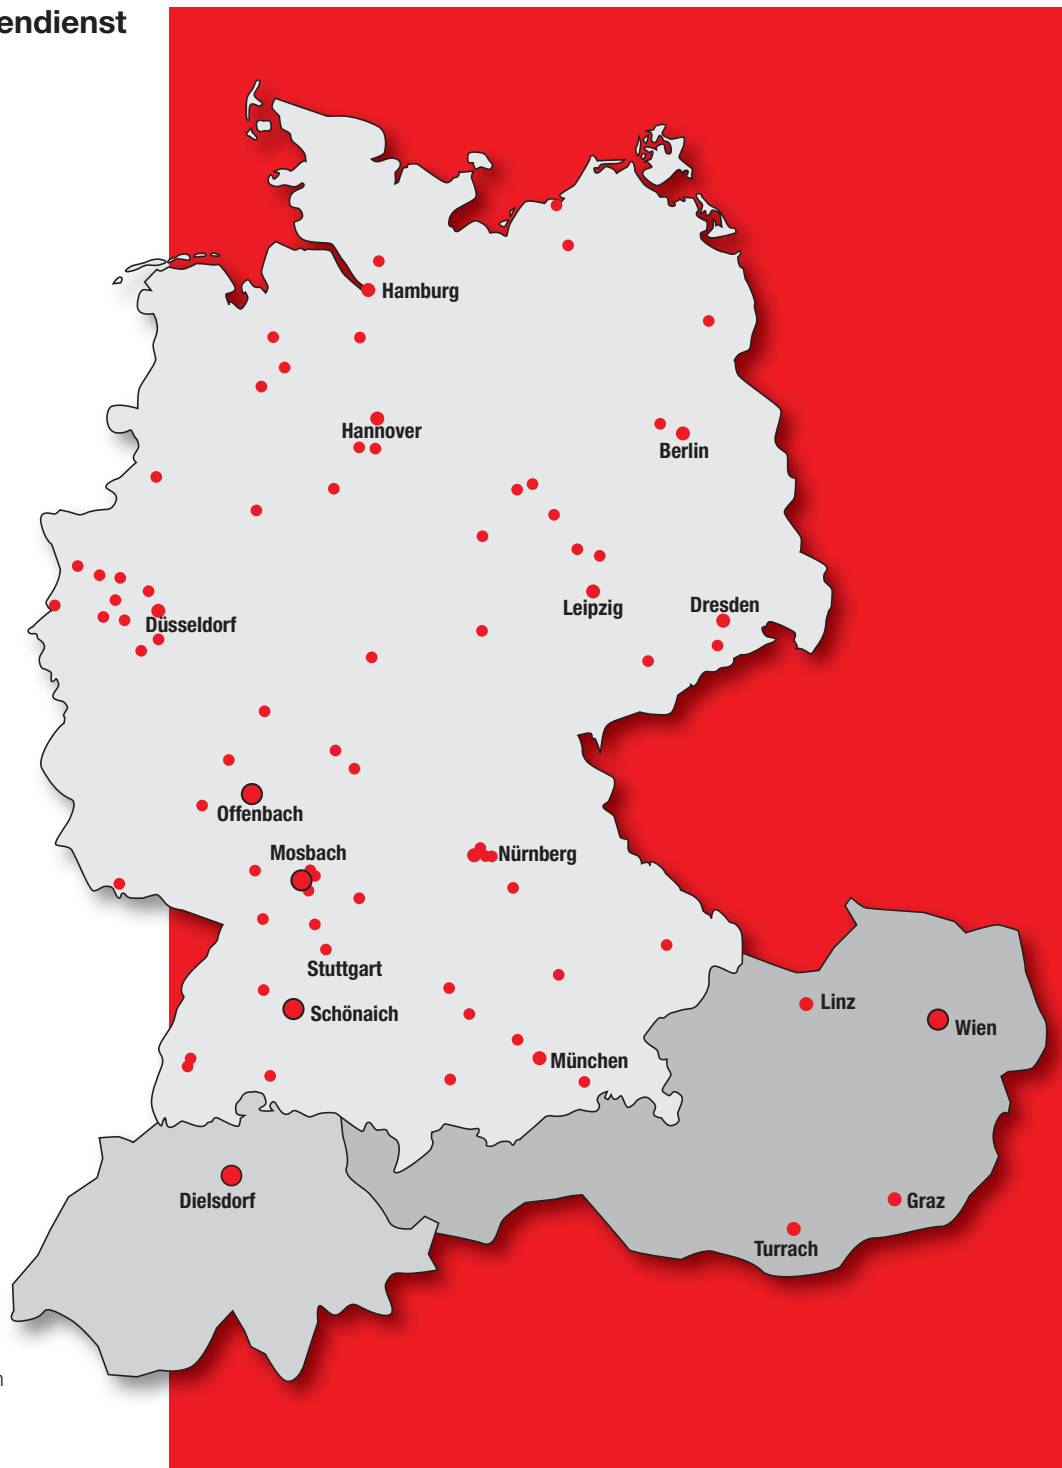 endienst
Hamburg
Hannover
Berlin
Leipzig
Dresden
Düsseldorf
Offenbach
Mosbach
Nürnberg
Stuttgart
Schönaich
Linz
Wien
München
Dielsdorf
Graz
Turrach
n